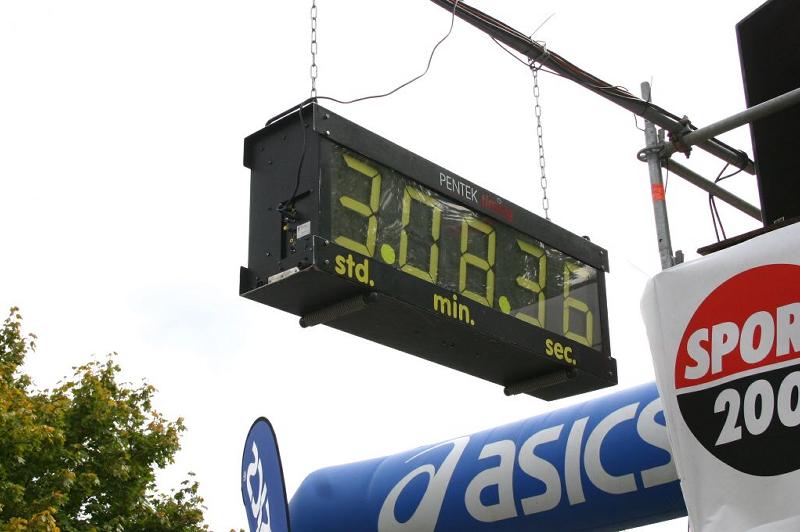 PENTEK timing
3.08.36
std. min. sec.
asics
SPOR
200